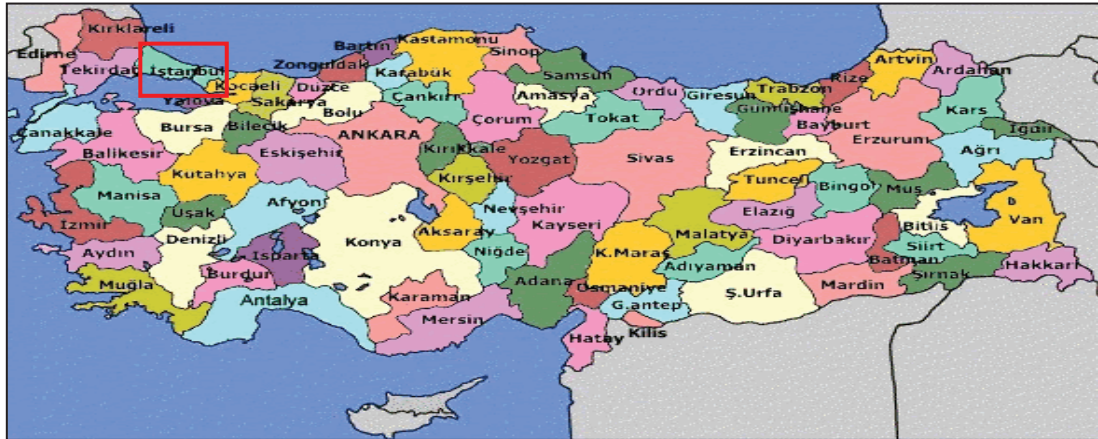 Kırklareli
Edirne
Tekirdağ
İstanbul
Yalova
Kocaeli
Sakarya
Düzce
Zonguldak
Bartın
Karabük
Kastamonu
Sinop
Samsun
Çankırı
Bolu
Amasya
Ordu
Giresun
Trabzon
Rize
Artvin
Ardahan
Gümüşhane
Bayburt
Kars
Iğdır
Çanakkale
Bursa
Bilecik
ANKARA
Çorum
Tokat
Erzurum
Ağrı
Balikesir
Eskişehir
Kırıkkale
Yozgat
Sivas
Erzincan
Kutahya
Kırşehir
Tunceli
Bingöl
Muş
Manisa
Uşak
Afyon
Nevşehir
Kayseri
Malatya
Elazığ
Bitlis
Van
İzmir
Denizli
Konya
Aksaray
Aydın
Isparta
Niğde
K.Maraş
Adıyaman
Diyarbakır
Batman
Siirt
Şırnak
Hakkari
Muğla
Burdur
Antalya
Karaman
Mersin
Adana
Osmaniye
G.antep
Ş.Urfa
Mardin
Hatay
Kilis